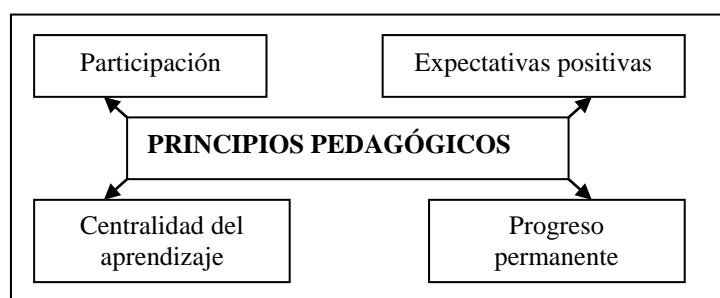 Participación
Expectativas positivas
PRINCIPIOS PEDAGÓGICOS
Centralidad del
aprendizaje
Progreso
permanente